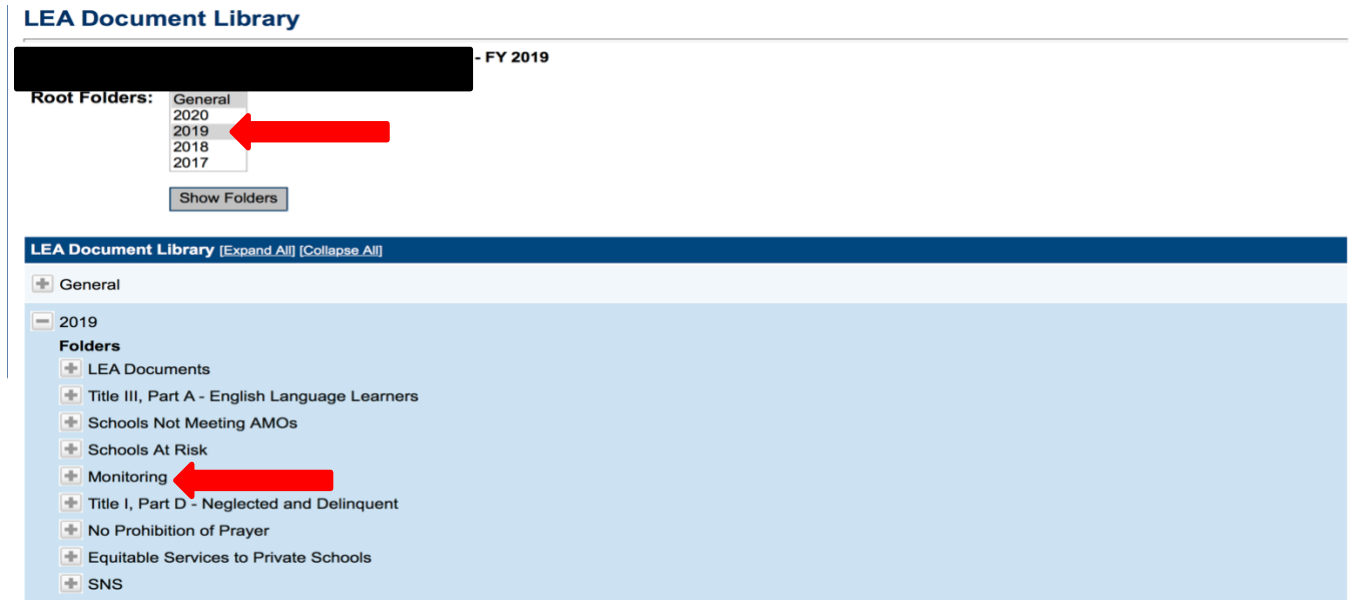 LEA Document Library
- FY 2019
Root Folders:
General
2020
2019
2018
2017
Show Folders
LEA Document Library [Expand All] [Collapse All]
General
2019
Folders
LEA Documents
Title III, Part A - English Language Learners
Schools Not Meeting AMOs
Schools At Risk
Monitoring
Title I, Part D - Neglected and Delinquent
No Prohibition of Prayer
Equitable Services to Private Schools
SNS